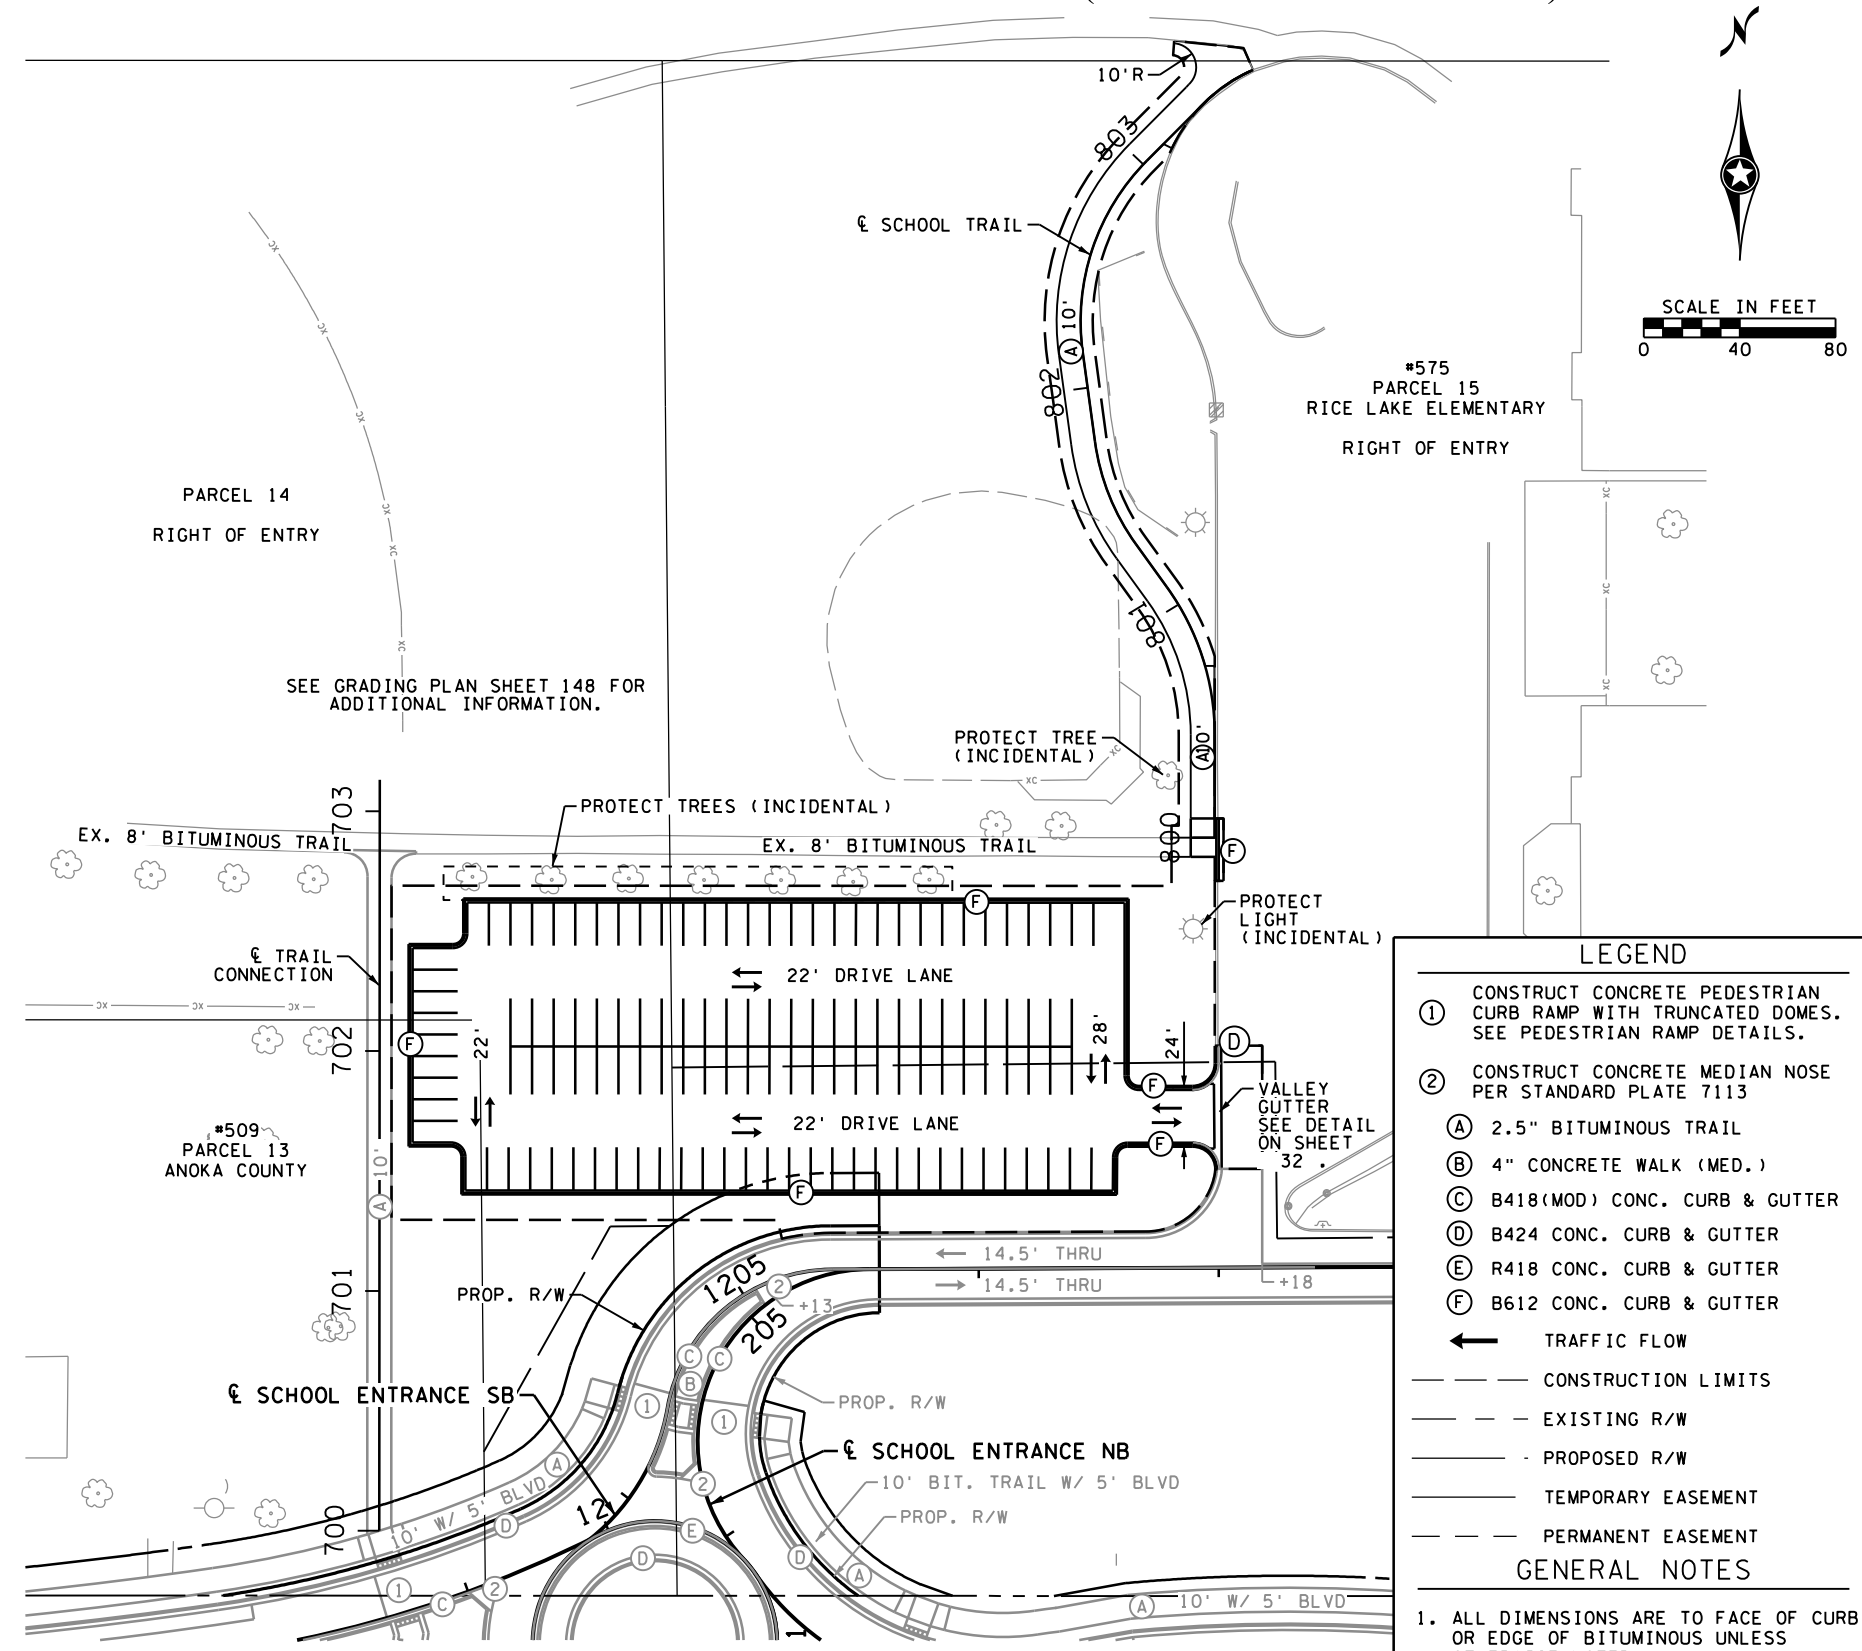 N
10'R
803
℄ SCHOOL TRAIL
SCALE IN FEET
0 40 80
10'
A
802
#575
PARCEL 15
RICE LAKE ELEMENTARY
RIGHT OF ENTRY
PARCEL 14
RIGHT OF ENTRY
801
SEE GRADING PLAN SHEET 148 FOR
ADDITIONAL INFORMATION.
PROTECT TREE
(INCIDENTAL)
10'
A
703
PROTECT TREES (INCIDENTAL)
800
EX. 8' BITUMINOUS TRAIL
EX. 8' BITUMINOUS TRAIL
F
F
PROTECT
LIGHT
(INCIDENTAL)
℄ TRAIL
CONNECTION
22' DRIVE LANE
702
F
22'
28'
24'
D
F
VALLEY
GUTTER
SEE DETAIL
ON SHEET
32 .
22' DRIVE LANE
F
#509
PARCEL 13
ANOKA COUNTY
10'
A
F
14.5' THRU
14.5' THRU
+18
701
PROP. R/W
1205
2
+13
205
C
C
B
℄ SCHOOL ENTRANCE SB
1
1
PROP. R/W
℄ SCHOOL ENTRANCE NB
A
2
10' BIT. TRAIL W/ 5' BLVD
PROP. R/W
700
10' W/ 5' BLVD
D
12
E
D
D
A
1
2
C
A
10' W/ 5' BLVD
1
LEGEND
1 CONSTRUCT CONCRETE PEDESTRIAN
CURB RAMP WITH TRUNCATED DOMES.
SEE PEDESTRIAN RAMP DETAILS.
2 CONSTRUCT CONCRETE MEDIAN NOSE
PER STANDARD PLATE 7113
A 2.5" BITUMINOUS TRAIL
B 4" CONCRETE WALK (MED.)
C B418(MOD) CONC. CURB & GUTTER
D B424 CONC. CURB & GUTTER
E R418 CONC. CURB & GUTTER
F B612 CONC. CURB & GUTTER
TRAFFIC FLOW
CONSTRUCTION LIMITS
EXISTING R/W
PROPOSED R/W
TEMPORARY EASEMENT
PERMANENT EASEMENT
GENERAL NOTES
1. ALL DIMENSIONS ARE TO FACE OF CURB
OR EDGE OF BITUMINOUS UNLESS